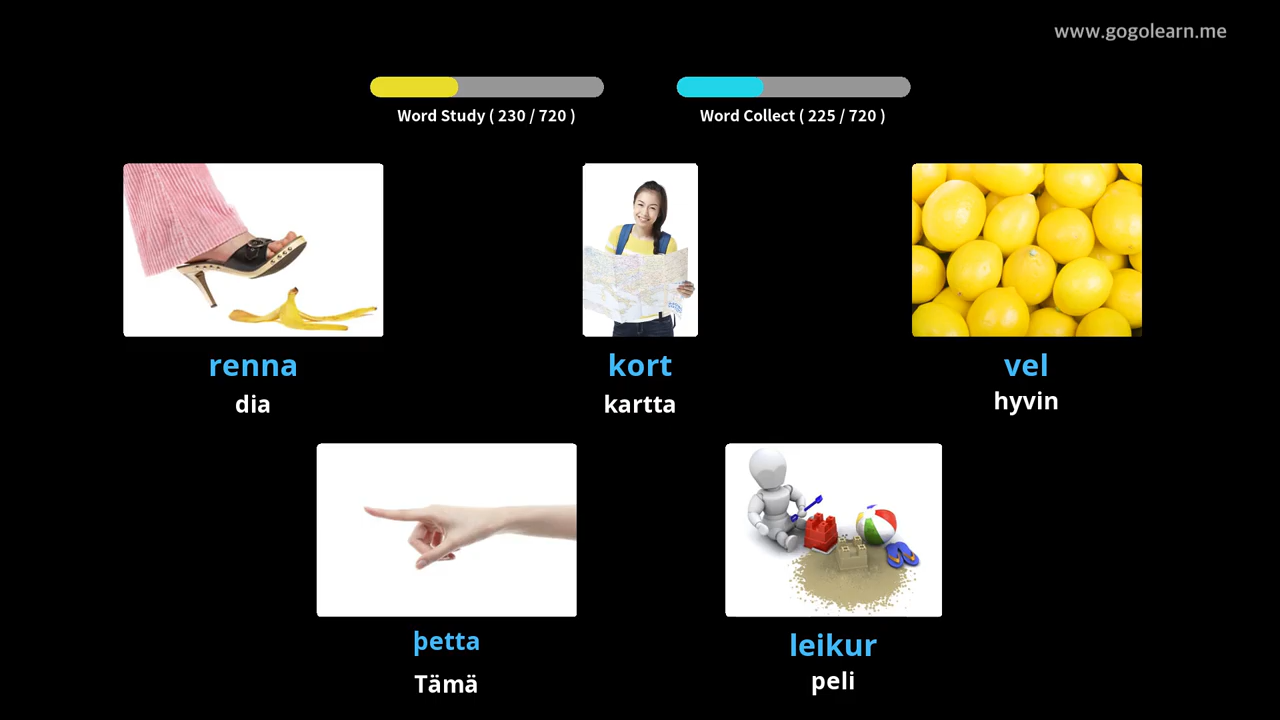 www.gogolearn.me
Word Study ( 230 / 720 )
Word Collect ( 225 / 720 )
renna
dia
kort
kartta
vel
hyvin
þetta
Tämä
leikur
peli